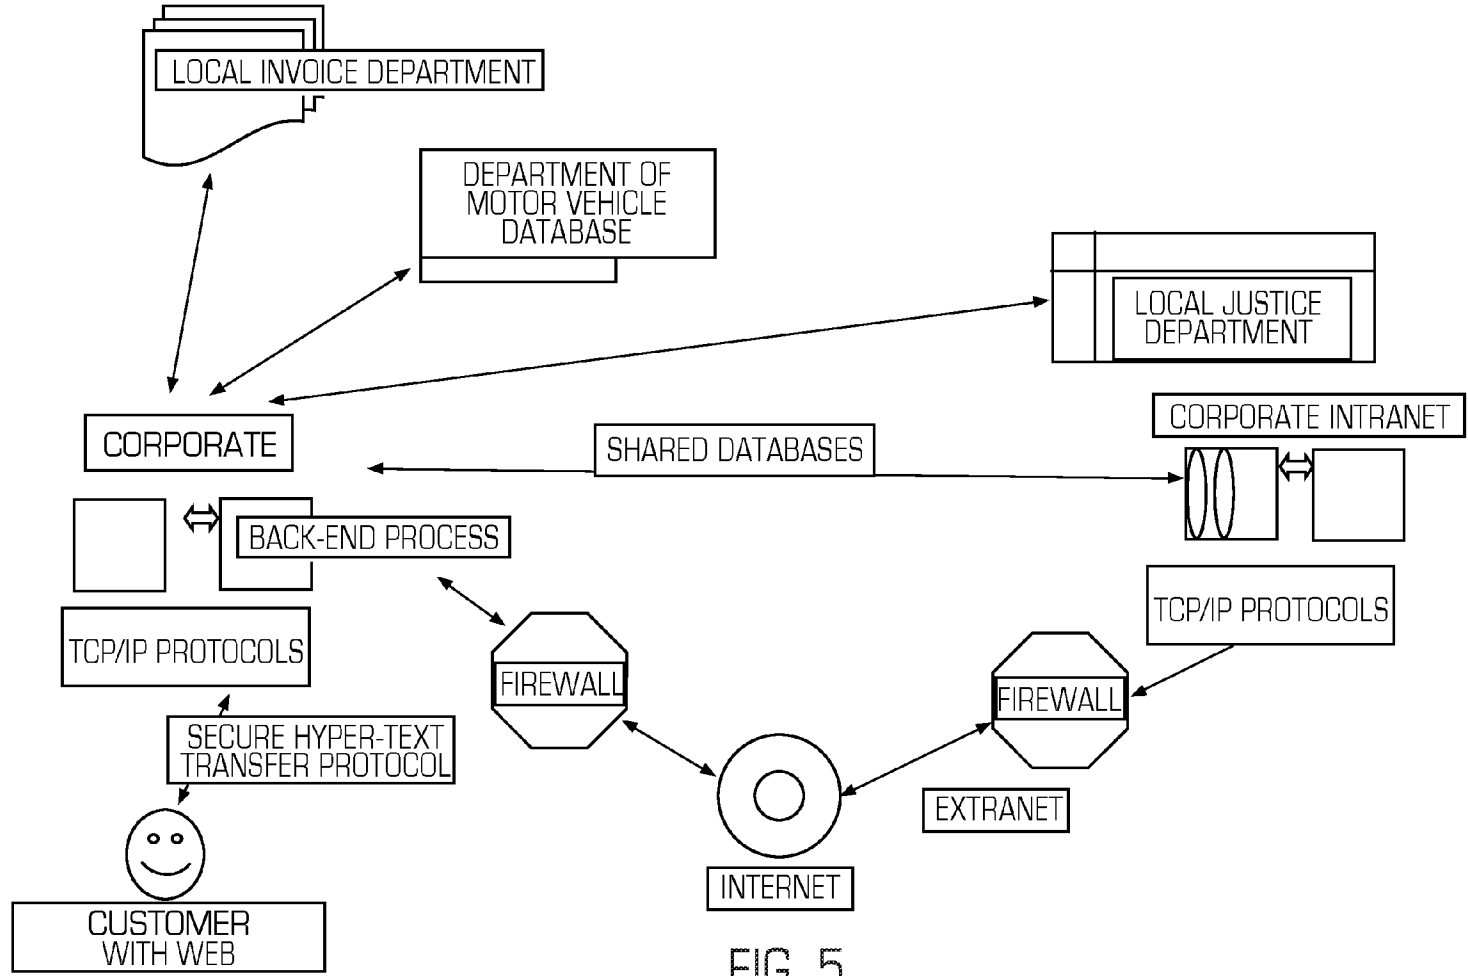 LOCAL INVOICE DEPARTMENT
DEPARTMENT OF
MOTOR VEHICLE
DATABASE
LOCAL JUSTICE
DEPARTMENT
CORPORATE INTRANET
CORPORATE
SHARED DATABASES
BACK-END PROCESS
TCP/IP PROTOCOLS
TCP/IP PROTOCOLS
FIREWALL
FIREWALL
SECURE HYPER-TEXT
TRANSFER PROTOCOL
EXTRANET
INTERNET
CUSTOMER
WITH WEB
FIG. 5